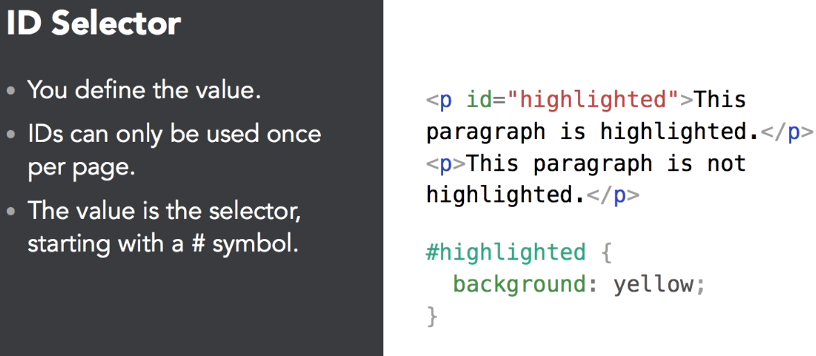 ID Selector
• You define the value.
• IDs can only be used once
per page.
• The value is the selector,
starting with a # symbol.
<p id="highlighted">This
paragraph is highlighted.</p>
<p>This paragraph is not
highlighted.</p>
#highlighted {
  background: yellow;
}